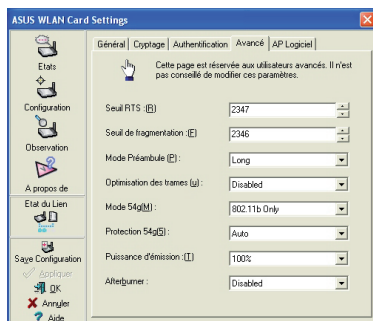 ASUS WLAN Card Settings
Etats
Configuration
Observation
A propos de
Etat du Lien
Saye Configuration
Appliquer
OK
Annyler
Aide
Général
Cryptage
Authentification
Avancé
AP Logiciel
Cette page est réservée aux utilisateurs avancés. Il n'est
pas conseillé de modifier ces paramètres.
Seuil RTS :(R)
2347
Seuil de fragmentation :(F)
2346
Mode Préambule (P) :
Long
Optimisation des trames (u) :
Disabled
Mode 54g(M) :
802.11b Only
Protection 54g(S) :
Auto
Puissance d'émission :(T)
100%
Afterburner :
Disabled